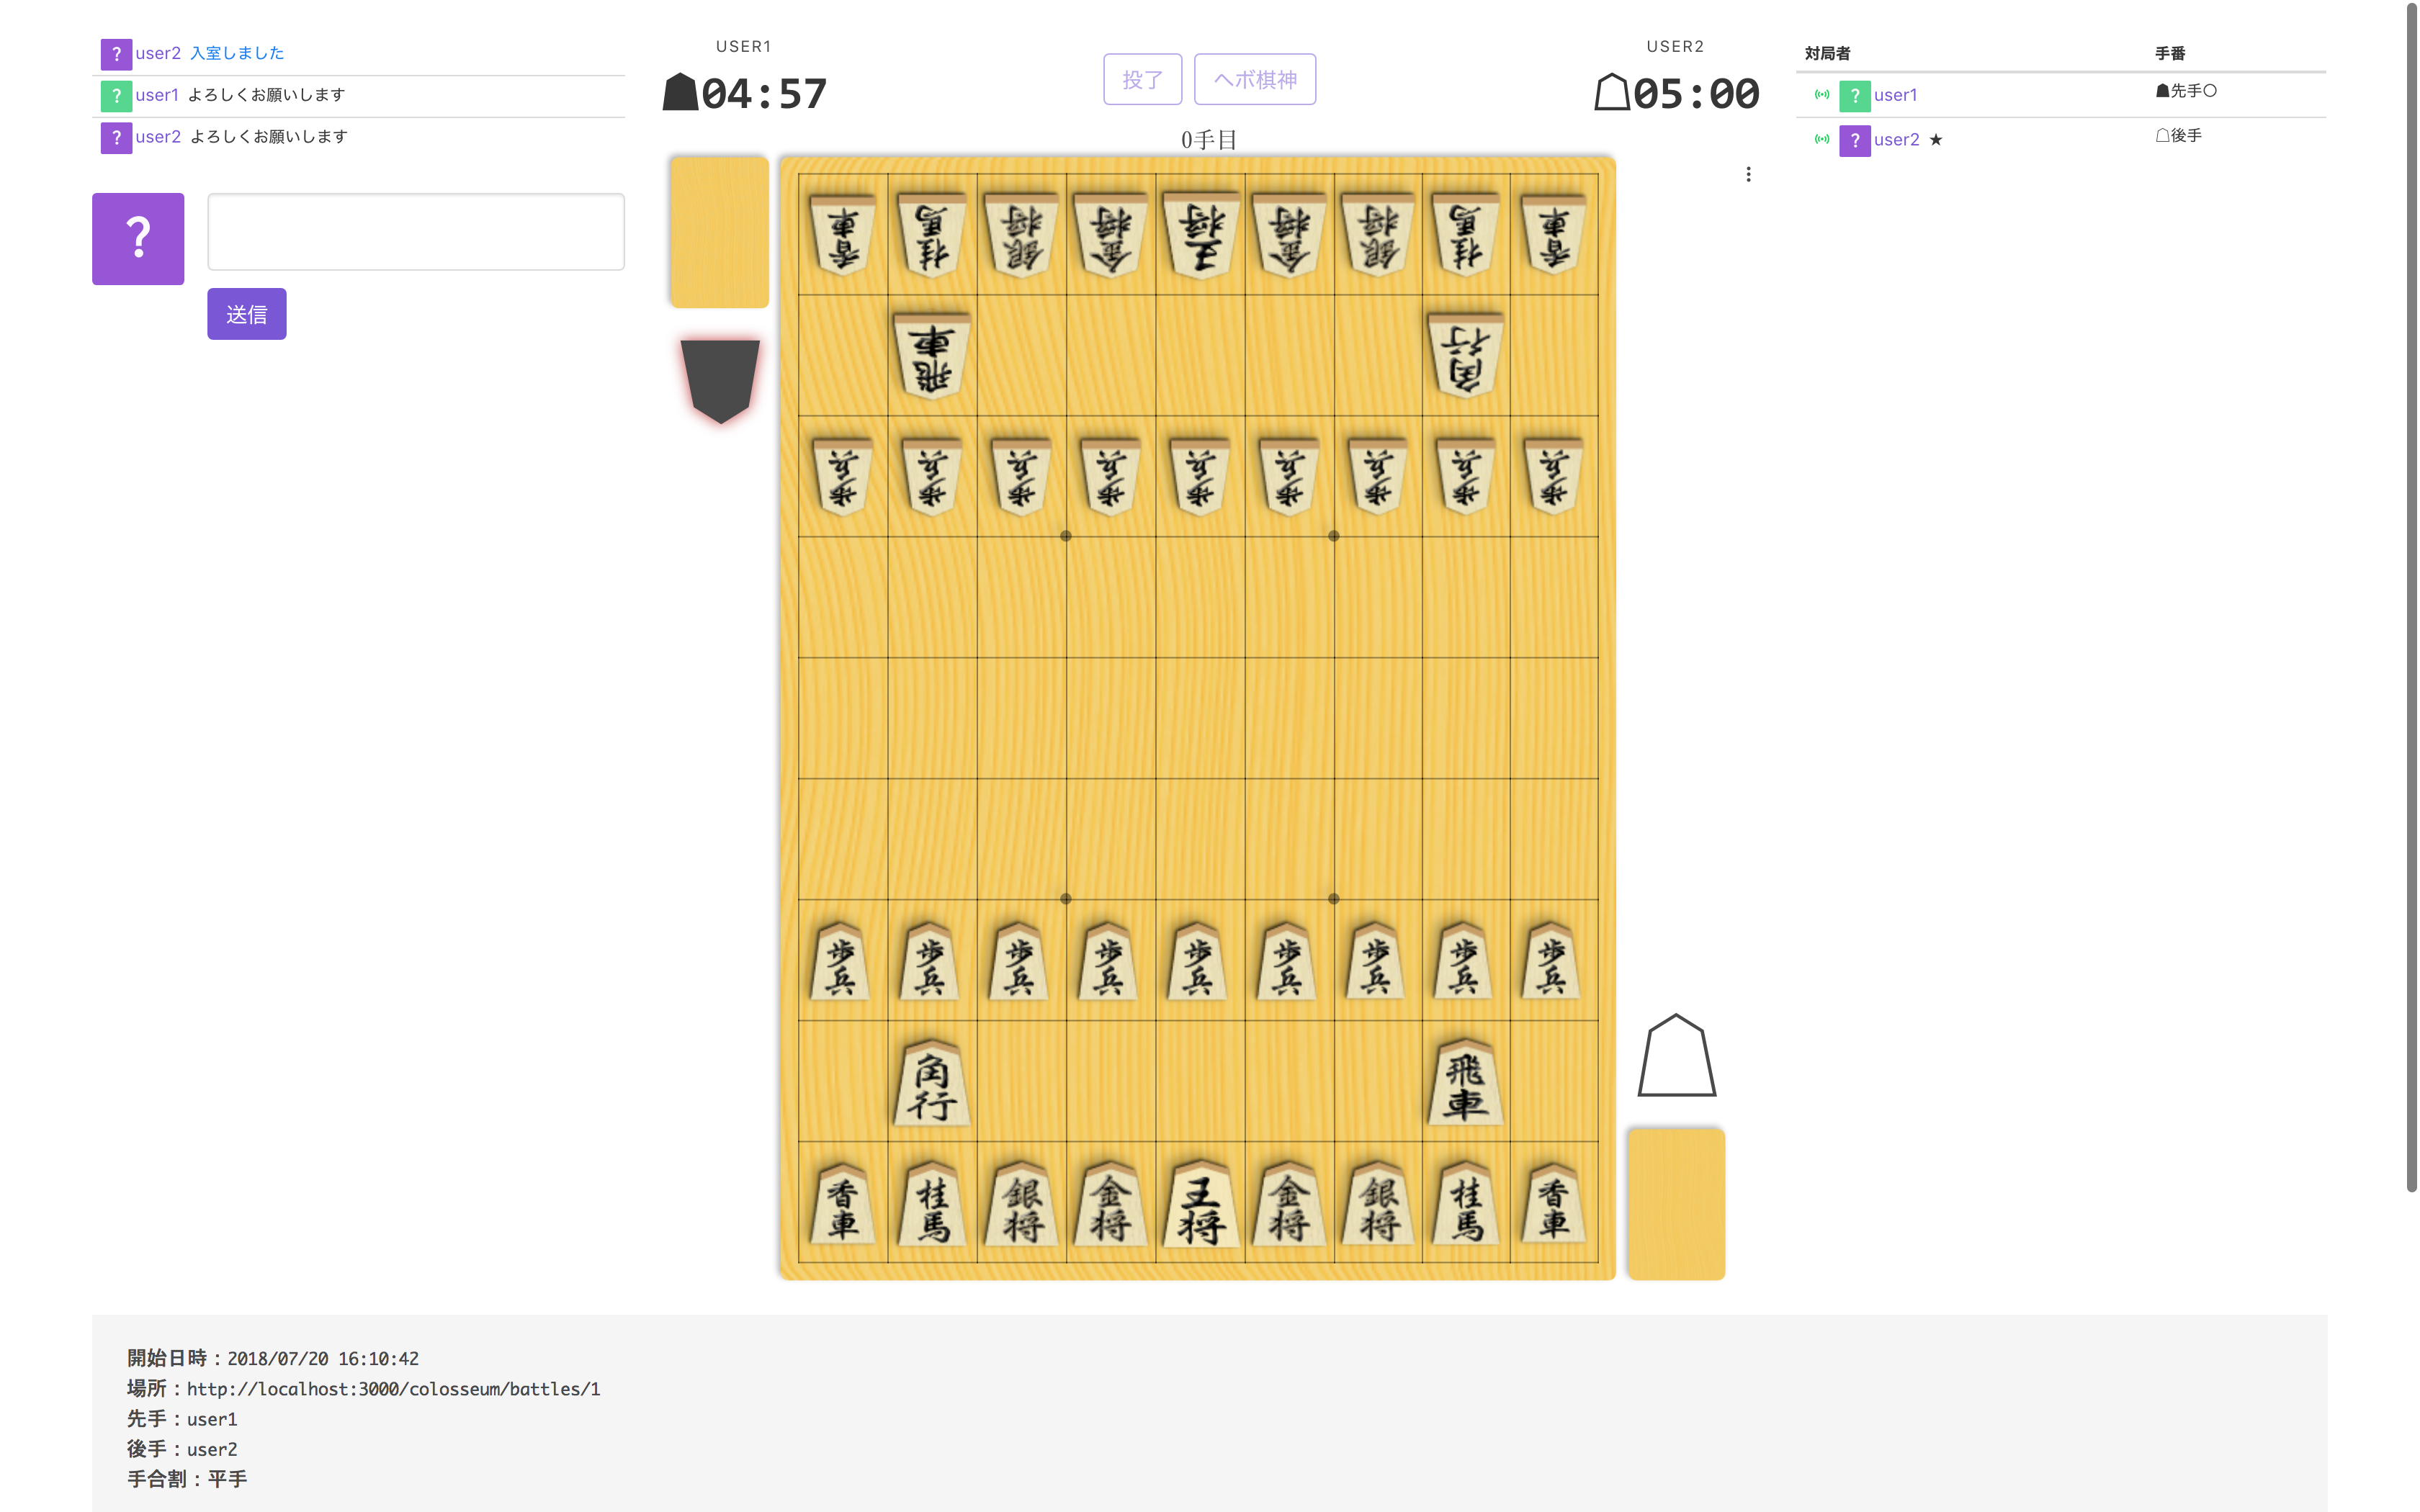 ? user2 入室しました
? user1 よろしくお願いします
? user2 よろしくお願いします
?
送信
USER1
04:57
投了 ヘボ棋神
USER2
05:00
0手目
対局者 手番
? user1 ☗先手○
? user2 ★ ☖後手
香車 桂馬 銀将 金将 王将 金将 銀将 桂馬 香車
飛車 角行
歩兵 歩兵 歩兵 歩兵 歩兵 歩兵 歩兵 歩兵 歩兵
歩兵 歩兵 歩兵 歩兵 歩兵 歩兵 歩兵 歩兵 歩兵
角行 飛車
香車 桂馬 銀将 金将 王将 金将 銀将 桂馬 香車
開始日時：2018/07/20 16:10:42
場所：http://localhost:3000/colosseum/battles/1
先手：user1
後手：user2
手合割：平手